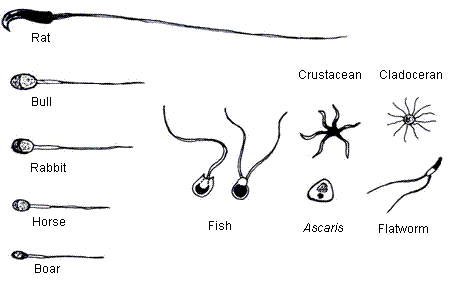 Rat
Bull
Rabbit
Horse
Boar
Fish
Crustacean
Cladoceran
Ascaris
Flatworm